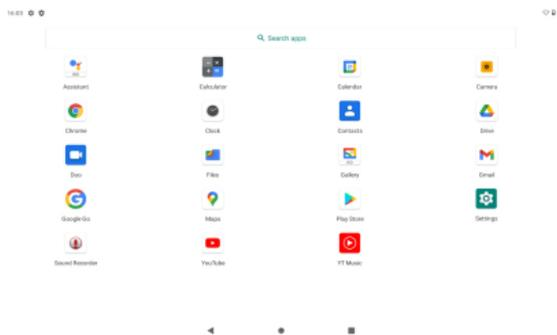 16:03
Search apps
Assistant Calculator Calendar Camera
Chrome Clock Contacts Drive
Duo Files Gallery Gmail
Google Go Maps Play Store Settings
Sound Recorder YouTube YT Music